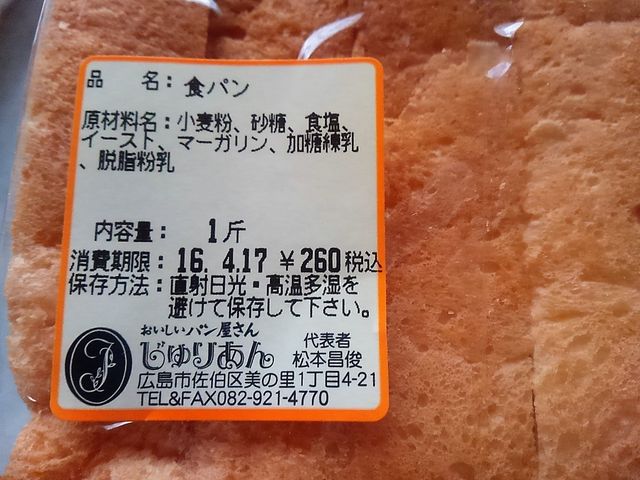 品 名：食パン
原材料名：小麦粉、砂糖、食塩、
イースト、マーガリン、加糖練乳
、脱脂粉乳
内容量：1斤
消費期限：16. 4.17 ￥260税込
保存方法：直射日光・高温多湿を
避けて保存して下さい。
おいしいパン屋さん
じゅりあん
代表者
松本昌俊
広島市佐伯区美の里1丁目4-21
TEL&FAX082-921-4770